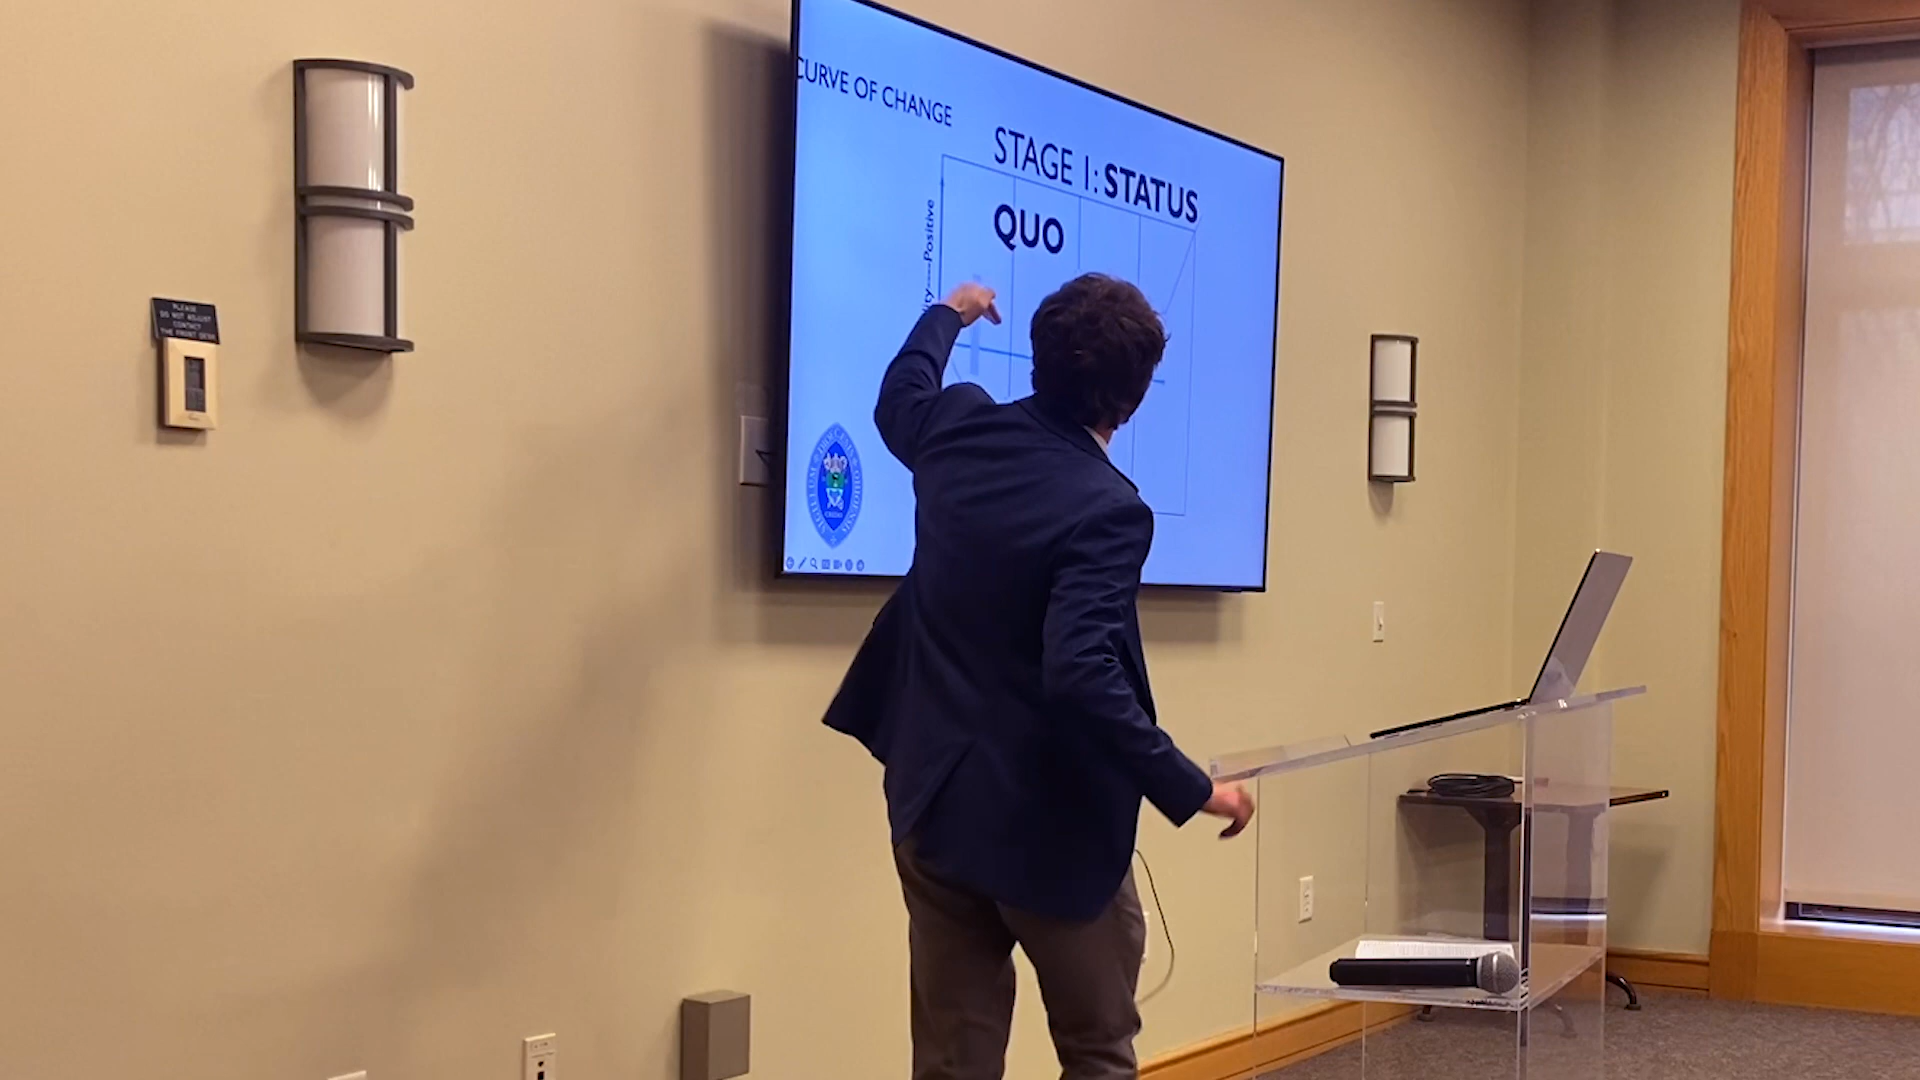 CURVE OF CHANGE
STAGE 1: STATUS
QUO
Positive
PLEASE
DO NOT ADJUST
CONTACT
THE FRONT DESK